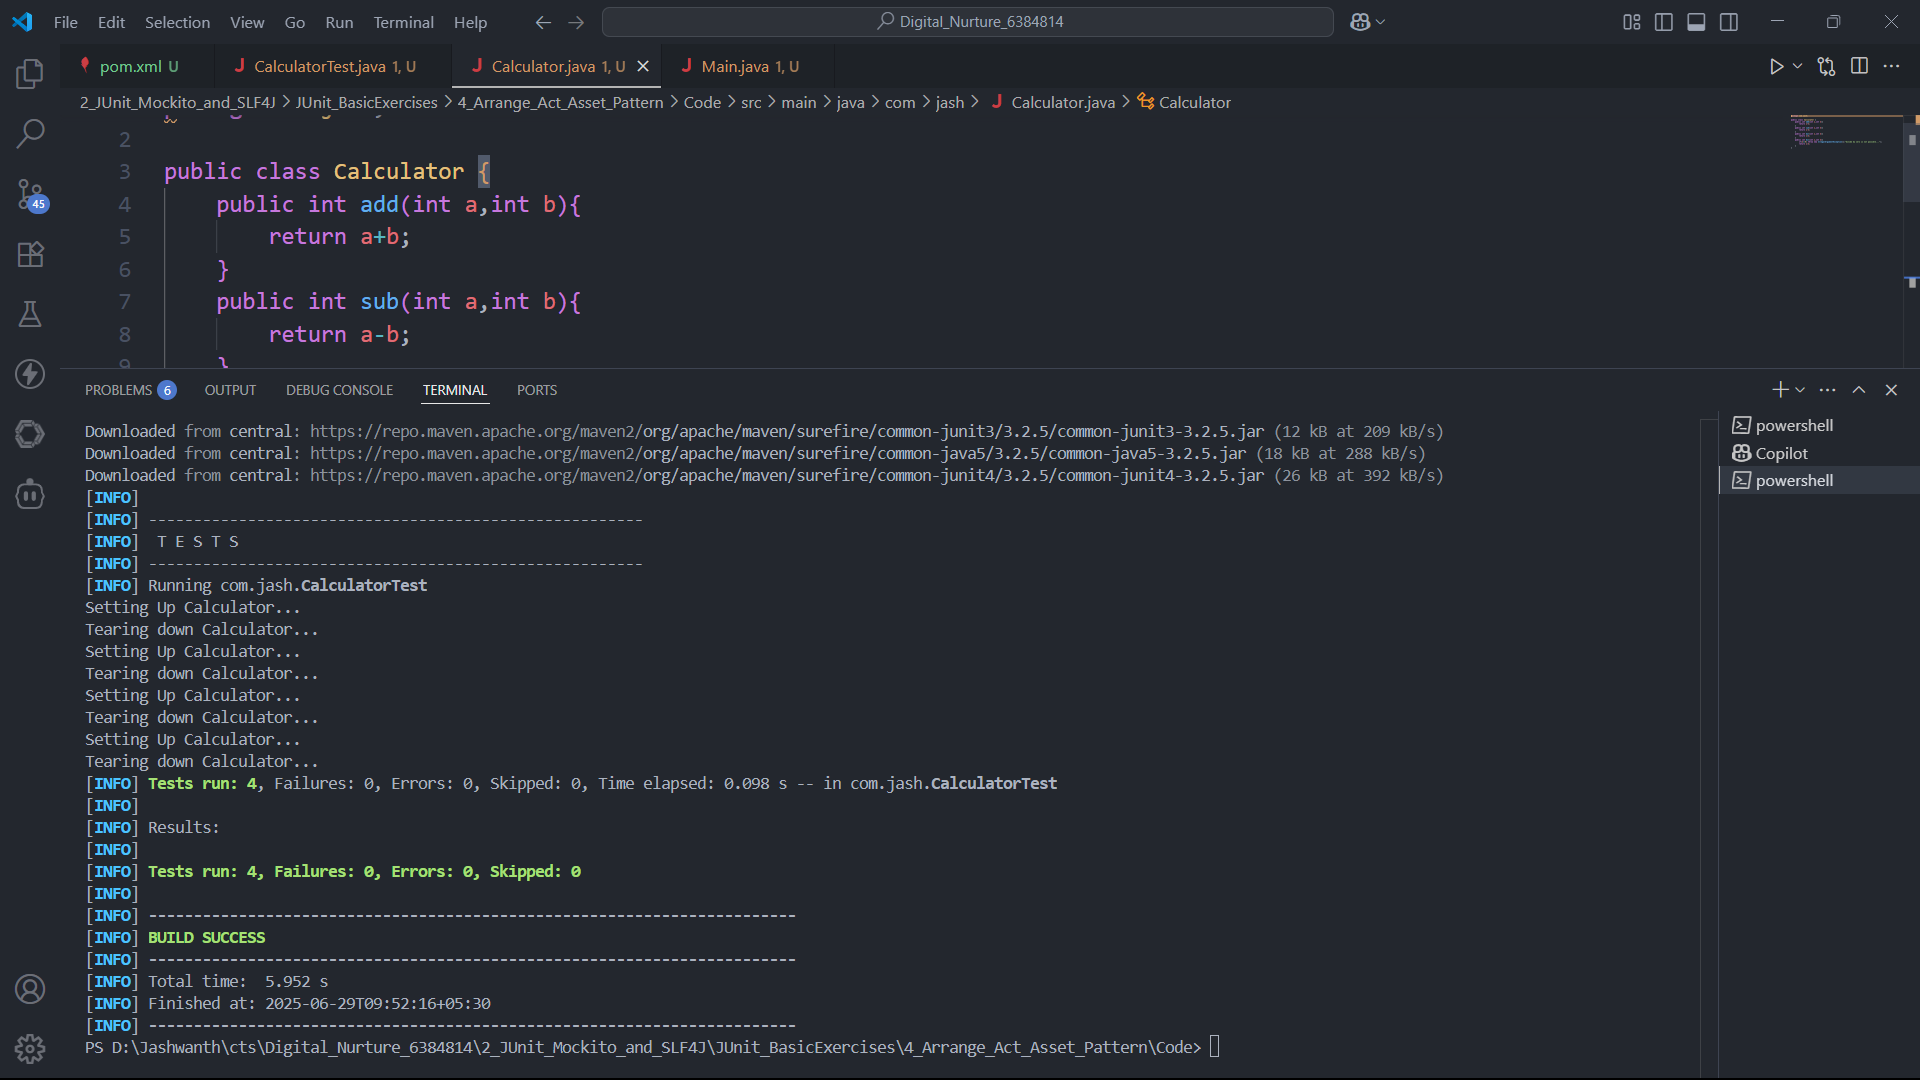 File Edit Selection View Go Run Terminal Help Digital_Nurture_6384814
pom.xml U CalculatorTest.java 1, U Calculator.java 1, U Main.java 1, U
2_JUnit_Mockito_and_SLF4J > JUnit_BasicExercises > 4_Arrange_Act_Asset_Pattern > Code > src > main > java > com > jash > Calculator.java > Calculator
2
3 public class Calculator {
4 public int add(int a,int b){
5 return a+b;
6 }
7 public int sub(int a,int b){
8 return a-b;
9 }
45
PROBLEMS 6 OUTPUT DEBUG CONSOLE TERMINAL PORTS
Downloaded from central: https://repo.maven.apache.org/maven2/org/apache/maven/surefire/common-junit3/3.2.5/common-junit3-3.2.5.jar (12 kB at 209 kB/s)
Downloaded from central: https://repo.maven.apache.org/maven2/org/apache/maven/surefire/common-java5/3.2.5/common-java5-3.2.5.jar (18 kB at 288 kB/s)
Downloaded from central: https://repo.maven.apache.org/maven2/org/apache/maven/surefire/common-junit4/3.2.5/common-junit4-3.2.5.jar (26 kB at 392 kB/s)
[INFO]
[INFO] -------------------------------------------------------
[INFO]  T E S T S
[INFO] -------------------------------------------------------
[INFO] Running com.jash.CalculatorTest
Setting Up Calculator...
Tearing down Calculator...
Setting Up Calculator...
Tearing down Calculator...
Setting Up Calculator...
Tearing down Calculator...
Setting Up Calculator...
Tearing down Calculator...
[INFO] Tests run: 4, Failures: 0, Errors: 0, Skipped: 0, Time elapsed: 0.098 s -- in com.jash.CalculatorTest
[INFO]
[INFO] Results:
[INFO]
[INFO] Tests run: 4, Failures: 0, Errors: 0, Skipped: 0
[INFO]
[INFO] ------------------------------------------------------------------------
[INFO] BUILD SUCCESS
[INFO] ------------------------------------------------------------------------
[INFO] Total time:  5.952 s
[INFO] Finished at: 2025-06-29T09:52:16+05:30
[INFO] ------------------------------------------------------------------------
PS D:\Jashwanth\cts\Digital_Nurture_6384814\2_JUnit_Mockito_and_SLF4J\JUnit_BasicExercises\4_Arrange_Act_Asset_Pattern\Code>
powershell
Copilot
powershell